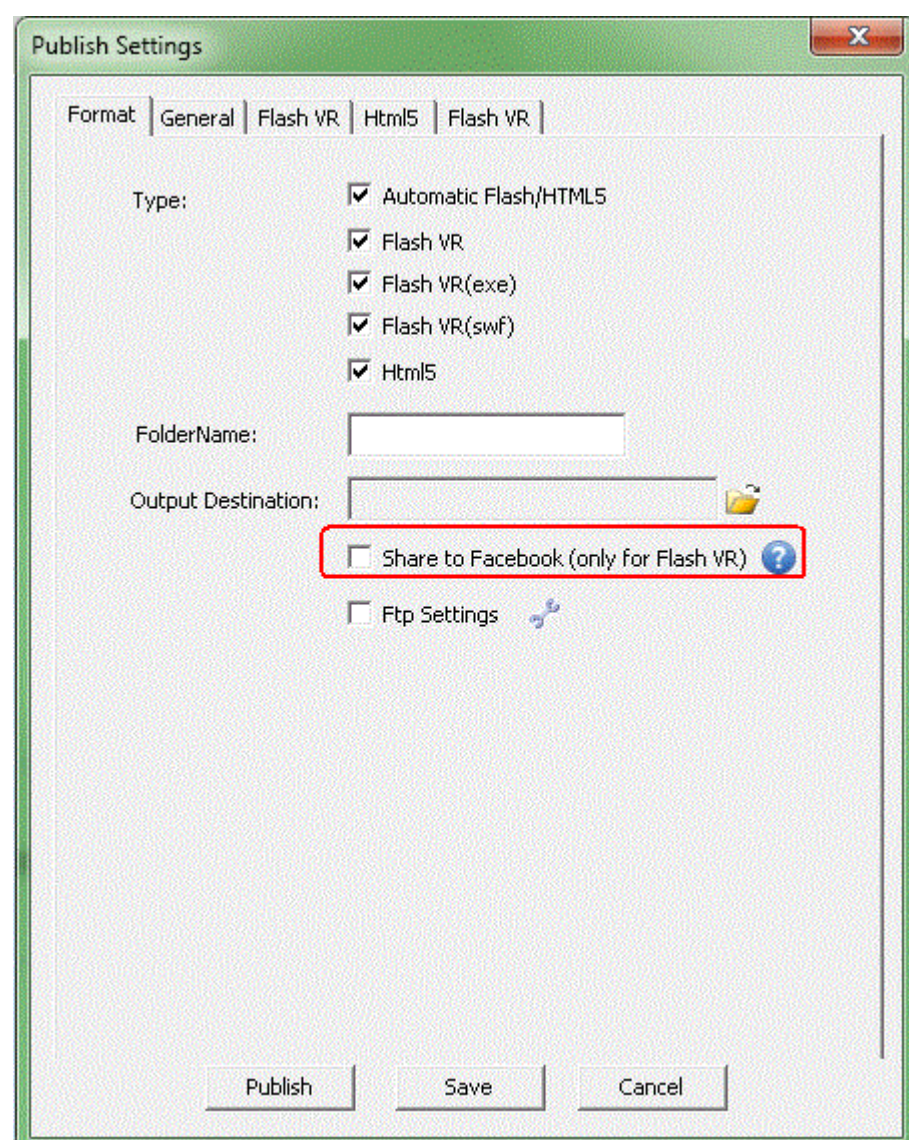 Publish Settings
Format General Flash VR Html5 Flash VR
Type: Automatic Flash/HTML5
Flash VR
Flash VR(exe)
Flash VR(swf)
Html5
FolderName:
Output Destination:
Share to Facebook (only for Flash VR) ?
Ftp Settings
Publish Save Cancel